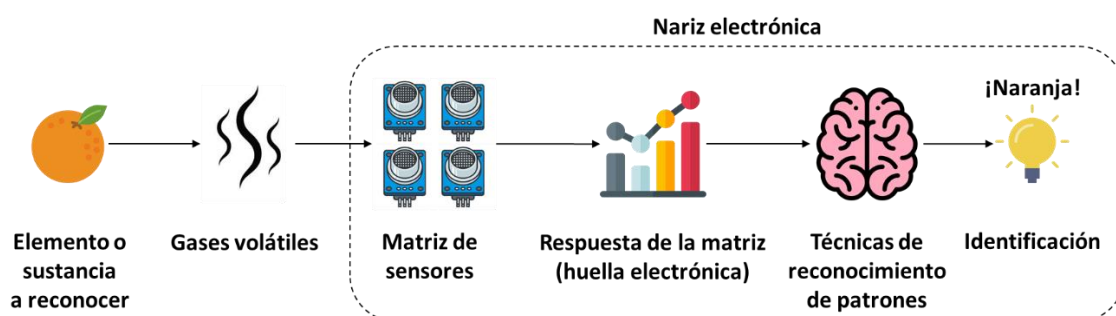 Nariz electrónica
¡Naranja!
Elemento o
sustancia
a reconocer
Gases volátiles
Matriz de
sensores
Respuesta de la matriz
(huella electrónica)
Técnicas de
reconocimiento
de patrones
Identificación